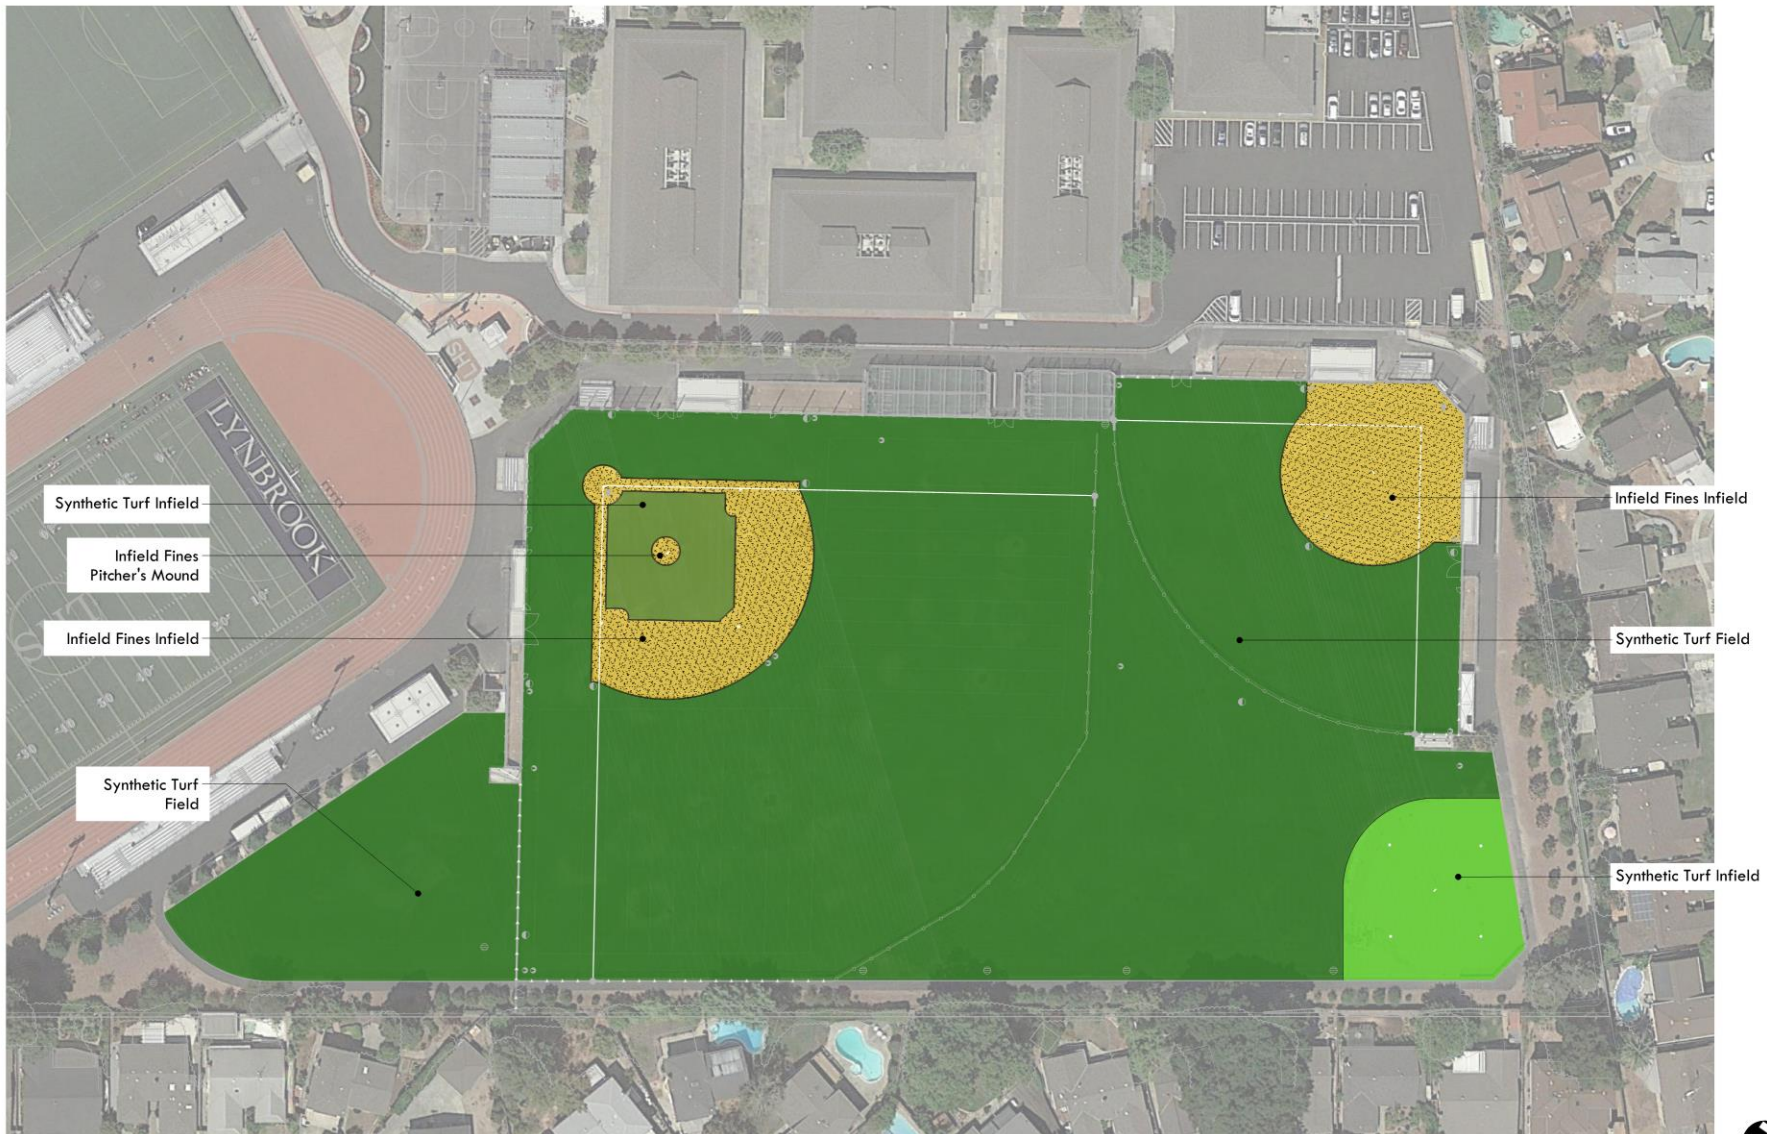 Synthetic Turf Infield
Infield Fines
Pitcher's Mound
Infield Fines Infield
Synthetic Turf
Field
LYNBROOK
Infield Fines Infield
Synthetic Turf Field
Synthetic Turf Infield